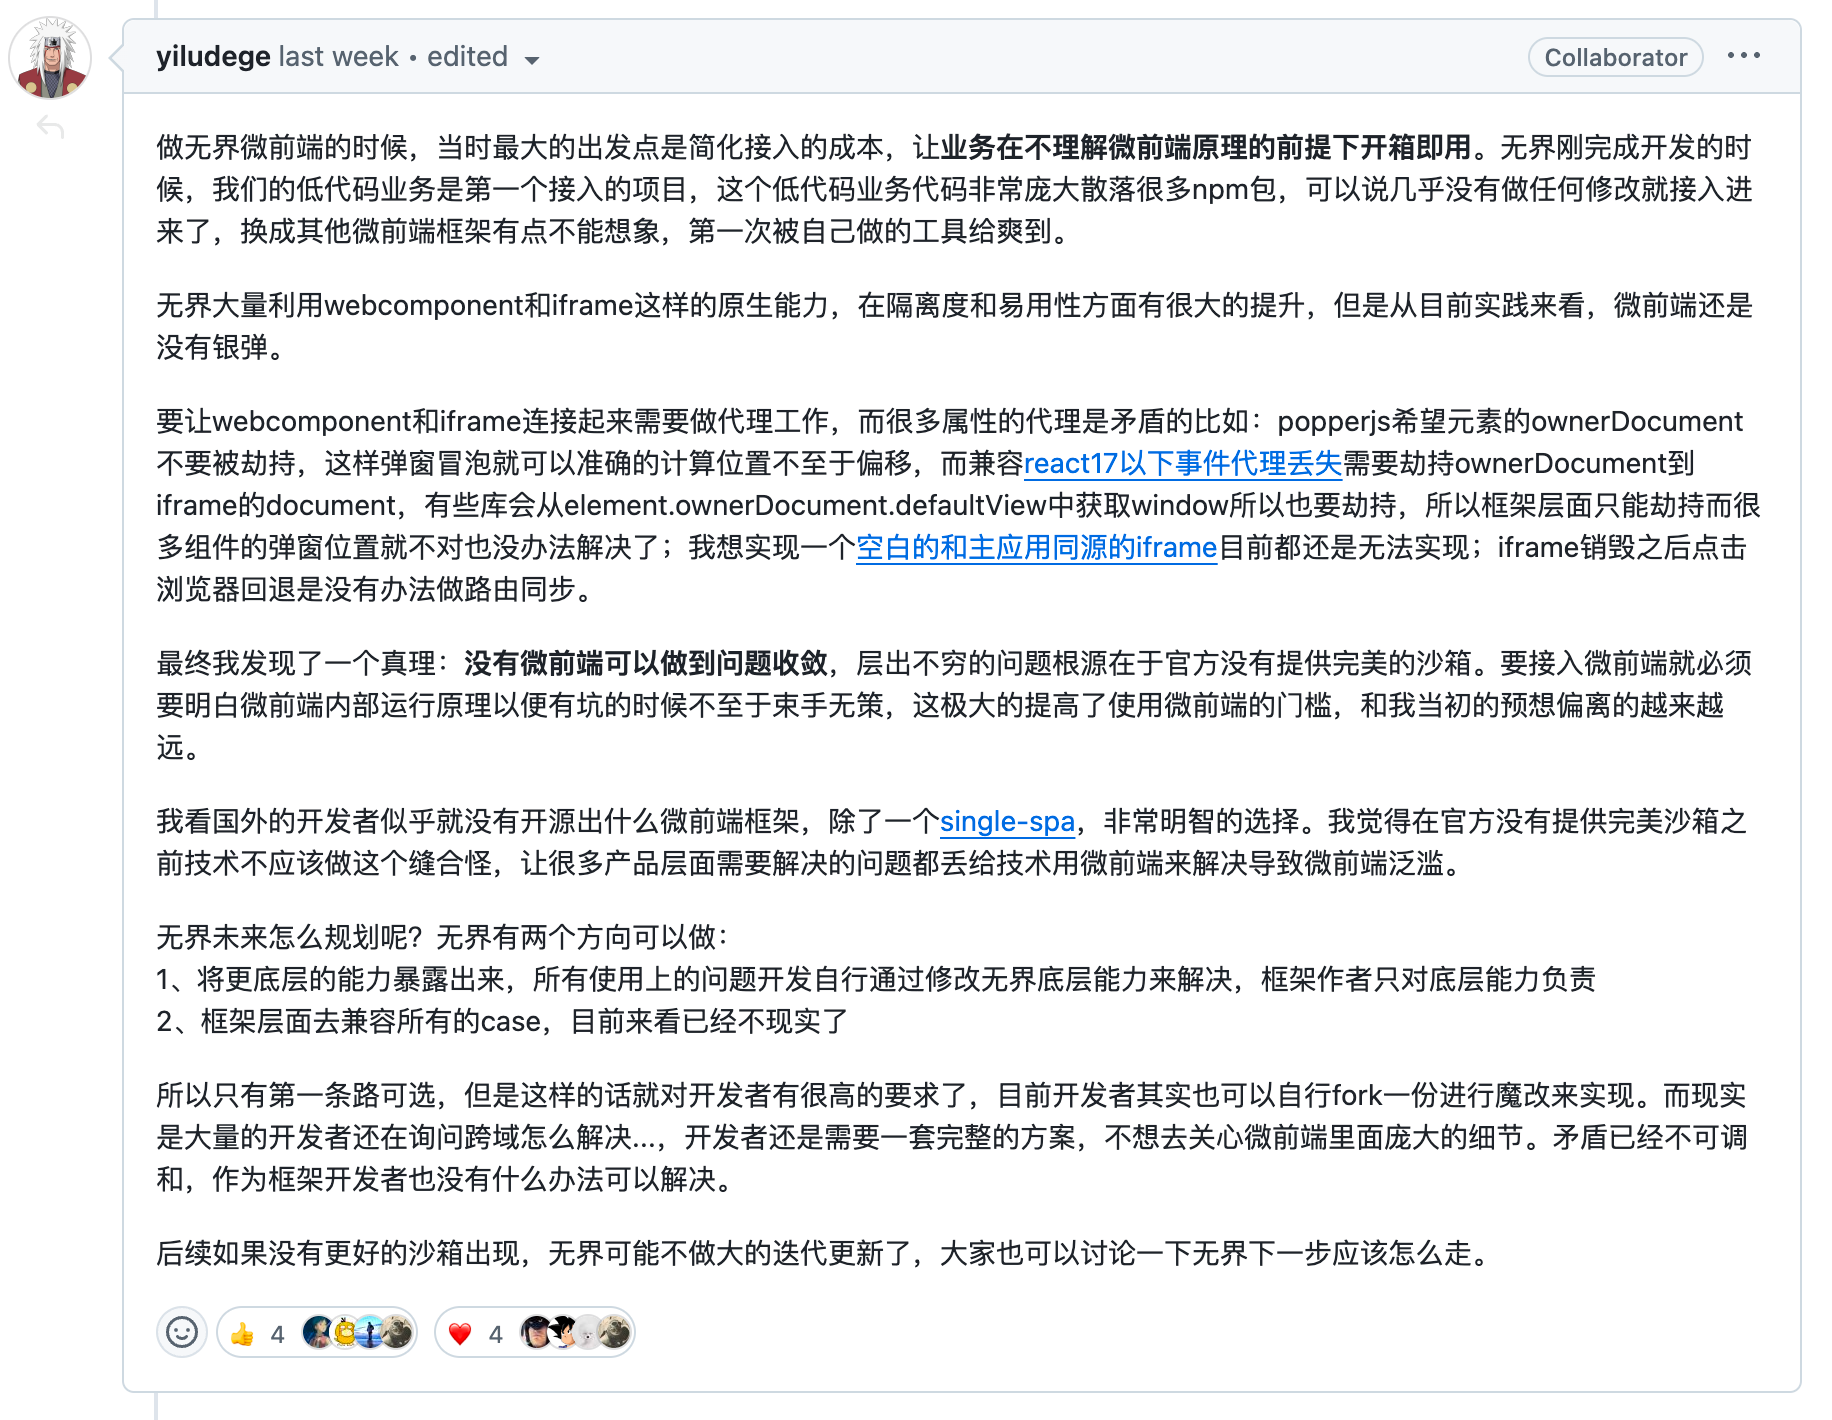 yiludege last week • edited
Collaborator
做无界微前端的时候，当时最大的出发点是简化接入的成本，让业务在不理解微前端原理的前提下开箱即用。无界刚完成开发的时
候，我们的低代码业务是第一个接入的项目，这个低代码业务代码非常庞大散落很多npm包，可以说几乎没有做任何修改就接入进
来了，换成其他微前端框架有点不能想象，第一次被自己做的工具给爽到。
无界大量利用webcomponent和iframe这样的原生能力，在隔离度和易用性方面有很大的提升，但是从目前实践来看，微前端还是
没有银弹。
要让webcomponent和iframe连接起来需要做代理工作，而很多属性的代理是矛盾的比如：popperjs希望元素的ownerDocument
不要被劫持，这样弹窗冒泡就可以准确的计算位置不至于偏移，而兼容react17以下事件代理丢失需要劫持ownerDocument到
iframe的document，有些库会从element.ownerDocument.defaultView中获取window所以也要劫持，所以框架层面只能劫持而很
多组件的弹窗位置就不对也没办法解决了；我想实现一个空白的和主应用同源的iframe目前都还是无法实现；iframe销毁之后点击
浏览器回退是没有办法做路由同步。
最终我发现了一个真理：没有微前端可以做到问题收敛，层出不穷的问题根源在于官方没有提供完美的沙箱。要接入微前端就必须
要明白微前端内部运行原理以便有坑的时候不至于束手无策，这极大的提高了使用微前端的门槛，和我当初的预想偏离的越来越
远。
我看国外的开发者似乎就没有开源出什么微前端框架，除了一个single-spa，非常明智的选择。我觉得在官方没有提供完美沙箱之
前技术不应该做这个缝合怪，让很多产品层面需要解决的问题都丢给技术用微前端来解决导致微前端泛滥。
无界未来怎么规划呢？无界有两个方向可以做：
1、将更底层的能力暴露出来，所有使用上的问题开发自行通过修改无界底层能力来解决，框架作者只对底层能力负责
2、框架层面去兼容所有的case，目前来看已经不现实了
所以只有第一条路可选，但是这样的话就对开发者有很高的要求了，目前开发者其实也可以自行fork一份进行魔改来实现。而现实
是大量的开发者还在询问跨域怎么解决...，开发者还是需要一套完整的方案，不想去关心微前端里面庞大的细节。矛盾已经不可调
和，作为框架开发者也没有什么办法可以解决。
后续如果没有更好的沙箱出现，无界可能不做大的迭代更新了，大家也可以讨论一下无界下一步应该怎么走。
4 4